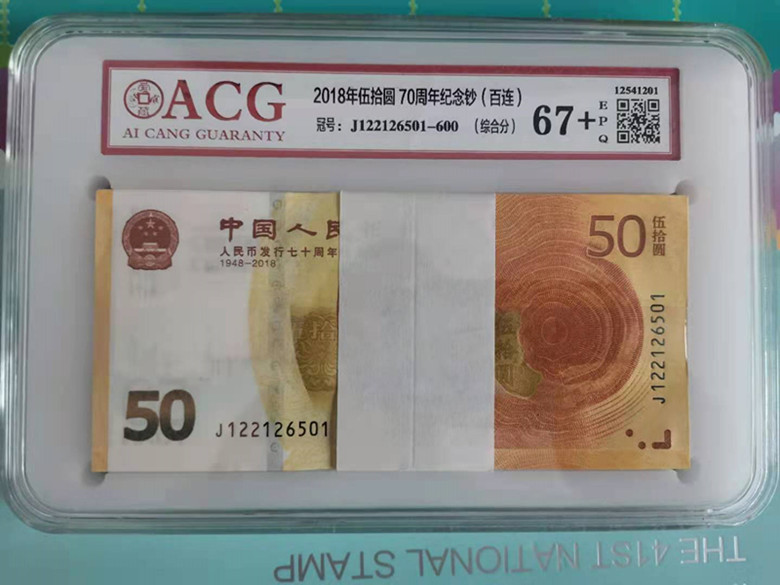 ACG
AI CANG GUARANTY
2018年伍拾圆 70周年纪念钞(百连)
冠号: J122126501-600 (综合分)
67+
EPQ
12541201
中国人民
人民币发行七十周年
1948-2018
50
J122126501
50
伍拾圆
J122126501
THE 41ST NATIONAL STAMP